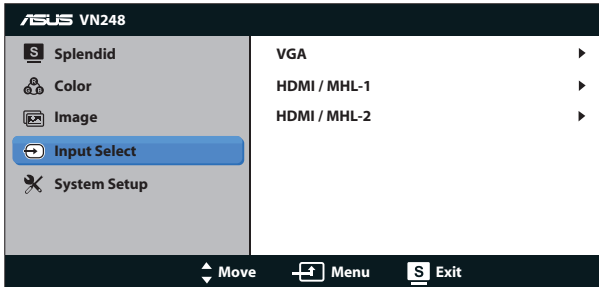 ASUS VN248
S Splendid
Color
Image
Input Select
System Setup
VGA
HDMI / MHL-1
HDMI / MHL-2
Move Menu S Exit